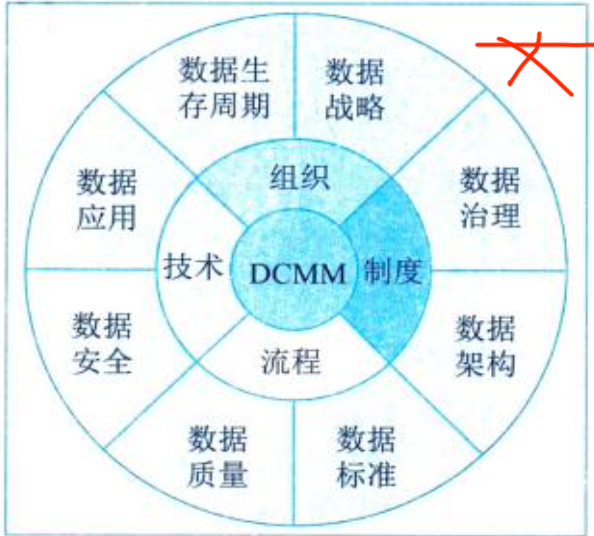 数据生
存周期
数据
战略
数据
应用
组织
数据
治理
技术
DCMM
制度
数据
安全
流程
数据
架构
数据
质量
数据
标准